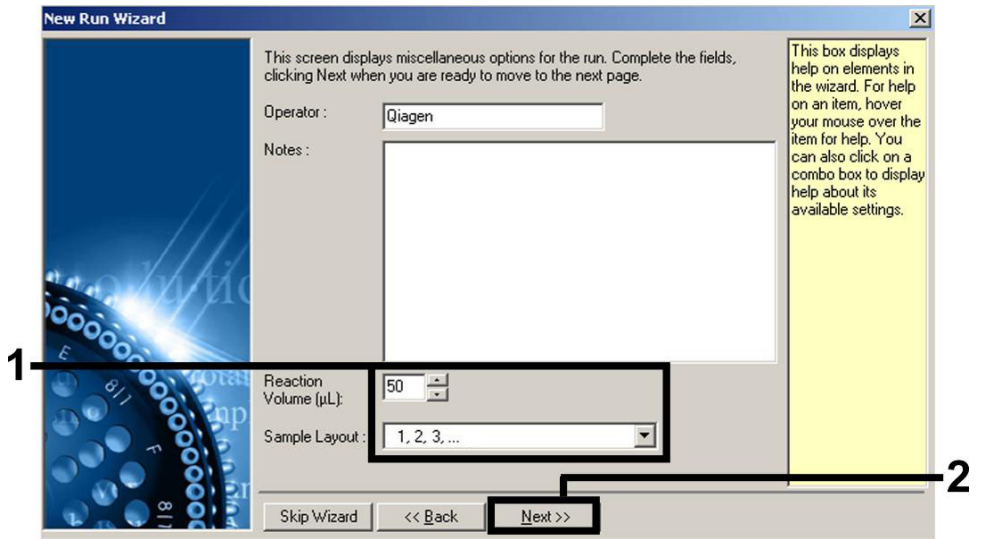 New Run Wizard
This screen displays miscellaneous options for the run. Complete the fields,
clicking Next when you are ready to move to the next page.
Operator :
Qiagen
Notes :
This box displays
help on elements in
the wizard. For help
on an item, hover
your mouse over the
item for help. You
can also click on a
combo box to display
help about its
available settings.
E
8/1
F
8
1
Reaction
Volume (µL):
50
Sample Layout :
1, 2, 3, ...
2
Skip Wizard
<< Back
Next >>